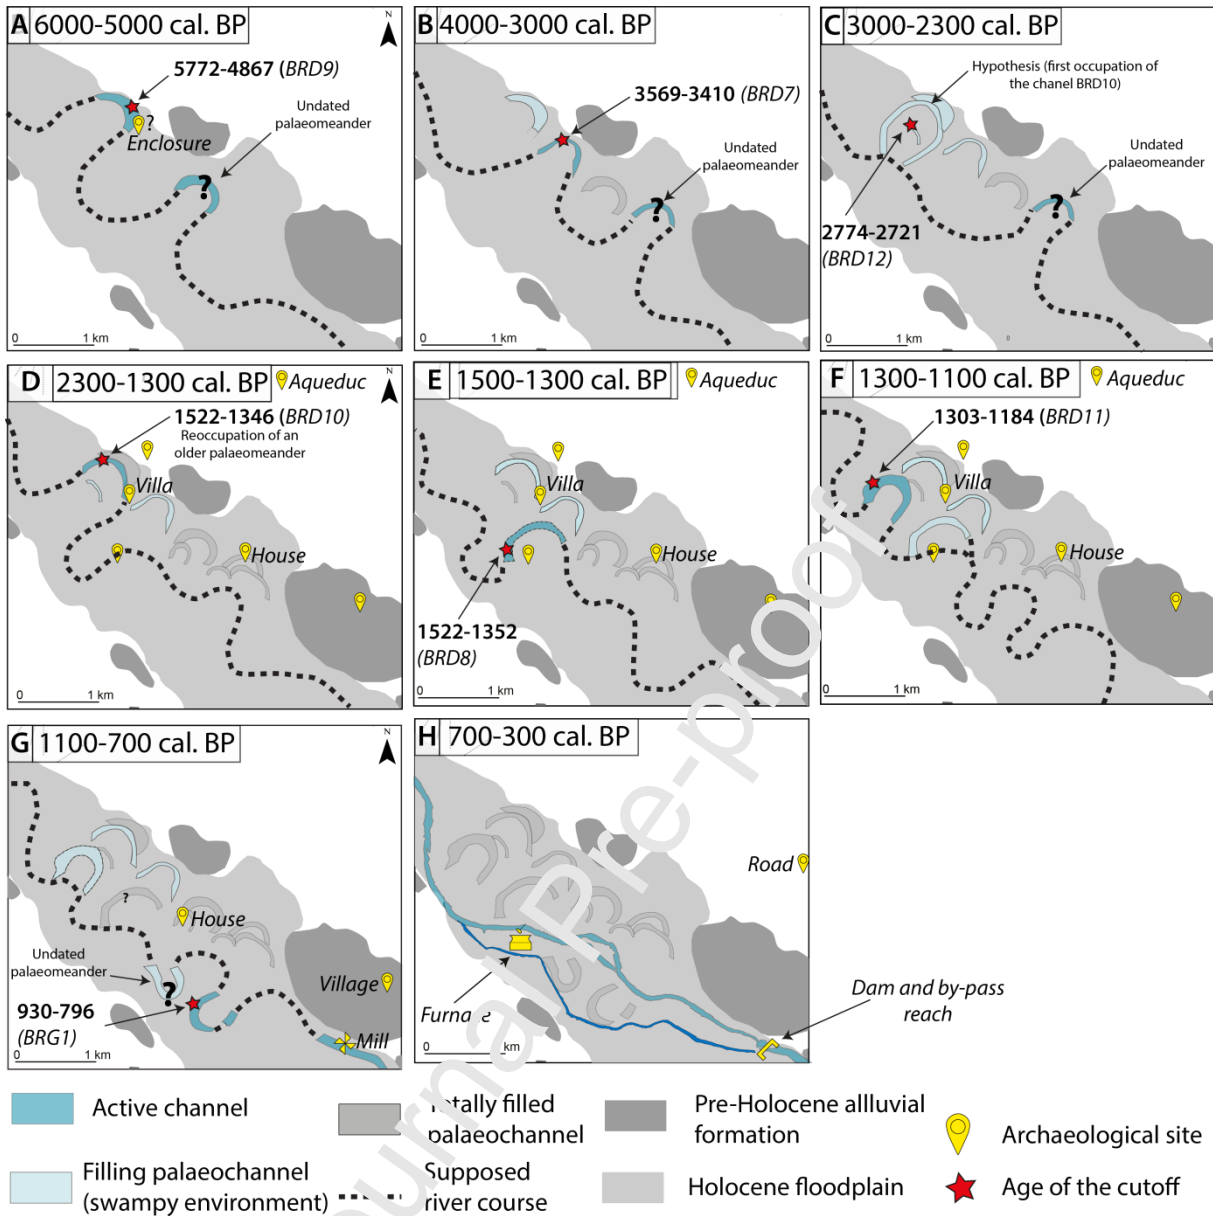 A 6000-5000 cal. BP
N
5772-4867 (BRD9)
Undated
palaeomeander
?
Enclosure
?
0 1 km
B 4000-3000 cal. BP
3569-3410 (BRD7)
Undated
palaeomeander
?
0 1 km
C 3000-2300 cal. BP
Hypothesis (first occupation of
the chanel BRD10)
Undated
palaeomeander
?
2774-2721
(BRD12)
0 1 km
0
D 2300-1300 cal. BP
Aqueduc
N
1522-1346 (BRD10)
Reoccupation of an
older palaeomeander
Villa
House
0 1 km
E 1500-1300 cal. BP
Aqueduc
Villa
House
1522-1352
(BRD8)
0 1 km
F 1300-1100 cal. BP
Aqueduc
1303-1184 (BRD11)
Villa
House
0 1 km
G 1100-700 cal. BP
N
?
House
Undated
palaeomeander
?
Village
930-796
(BRG1)
Mill
0 1 km
H 700-300 cal. BP
Road
Furnace
Dam and by-pass
reach
0 km
Active channel
Totally filled
palaeochannel
Pre-Holocene allluvial
formation
Archaeological site
Filling palaeochannel
(swampy environment)
Supposed
river course
Holocene floodplain
Age of the cutoff
Journal Pre-proof